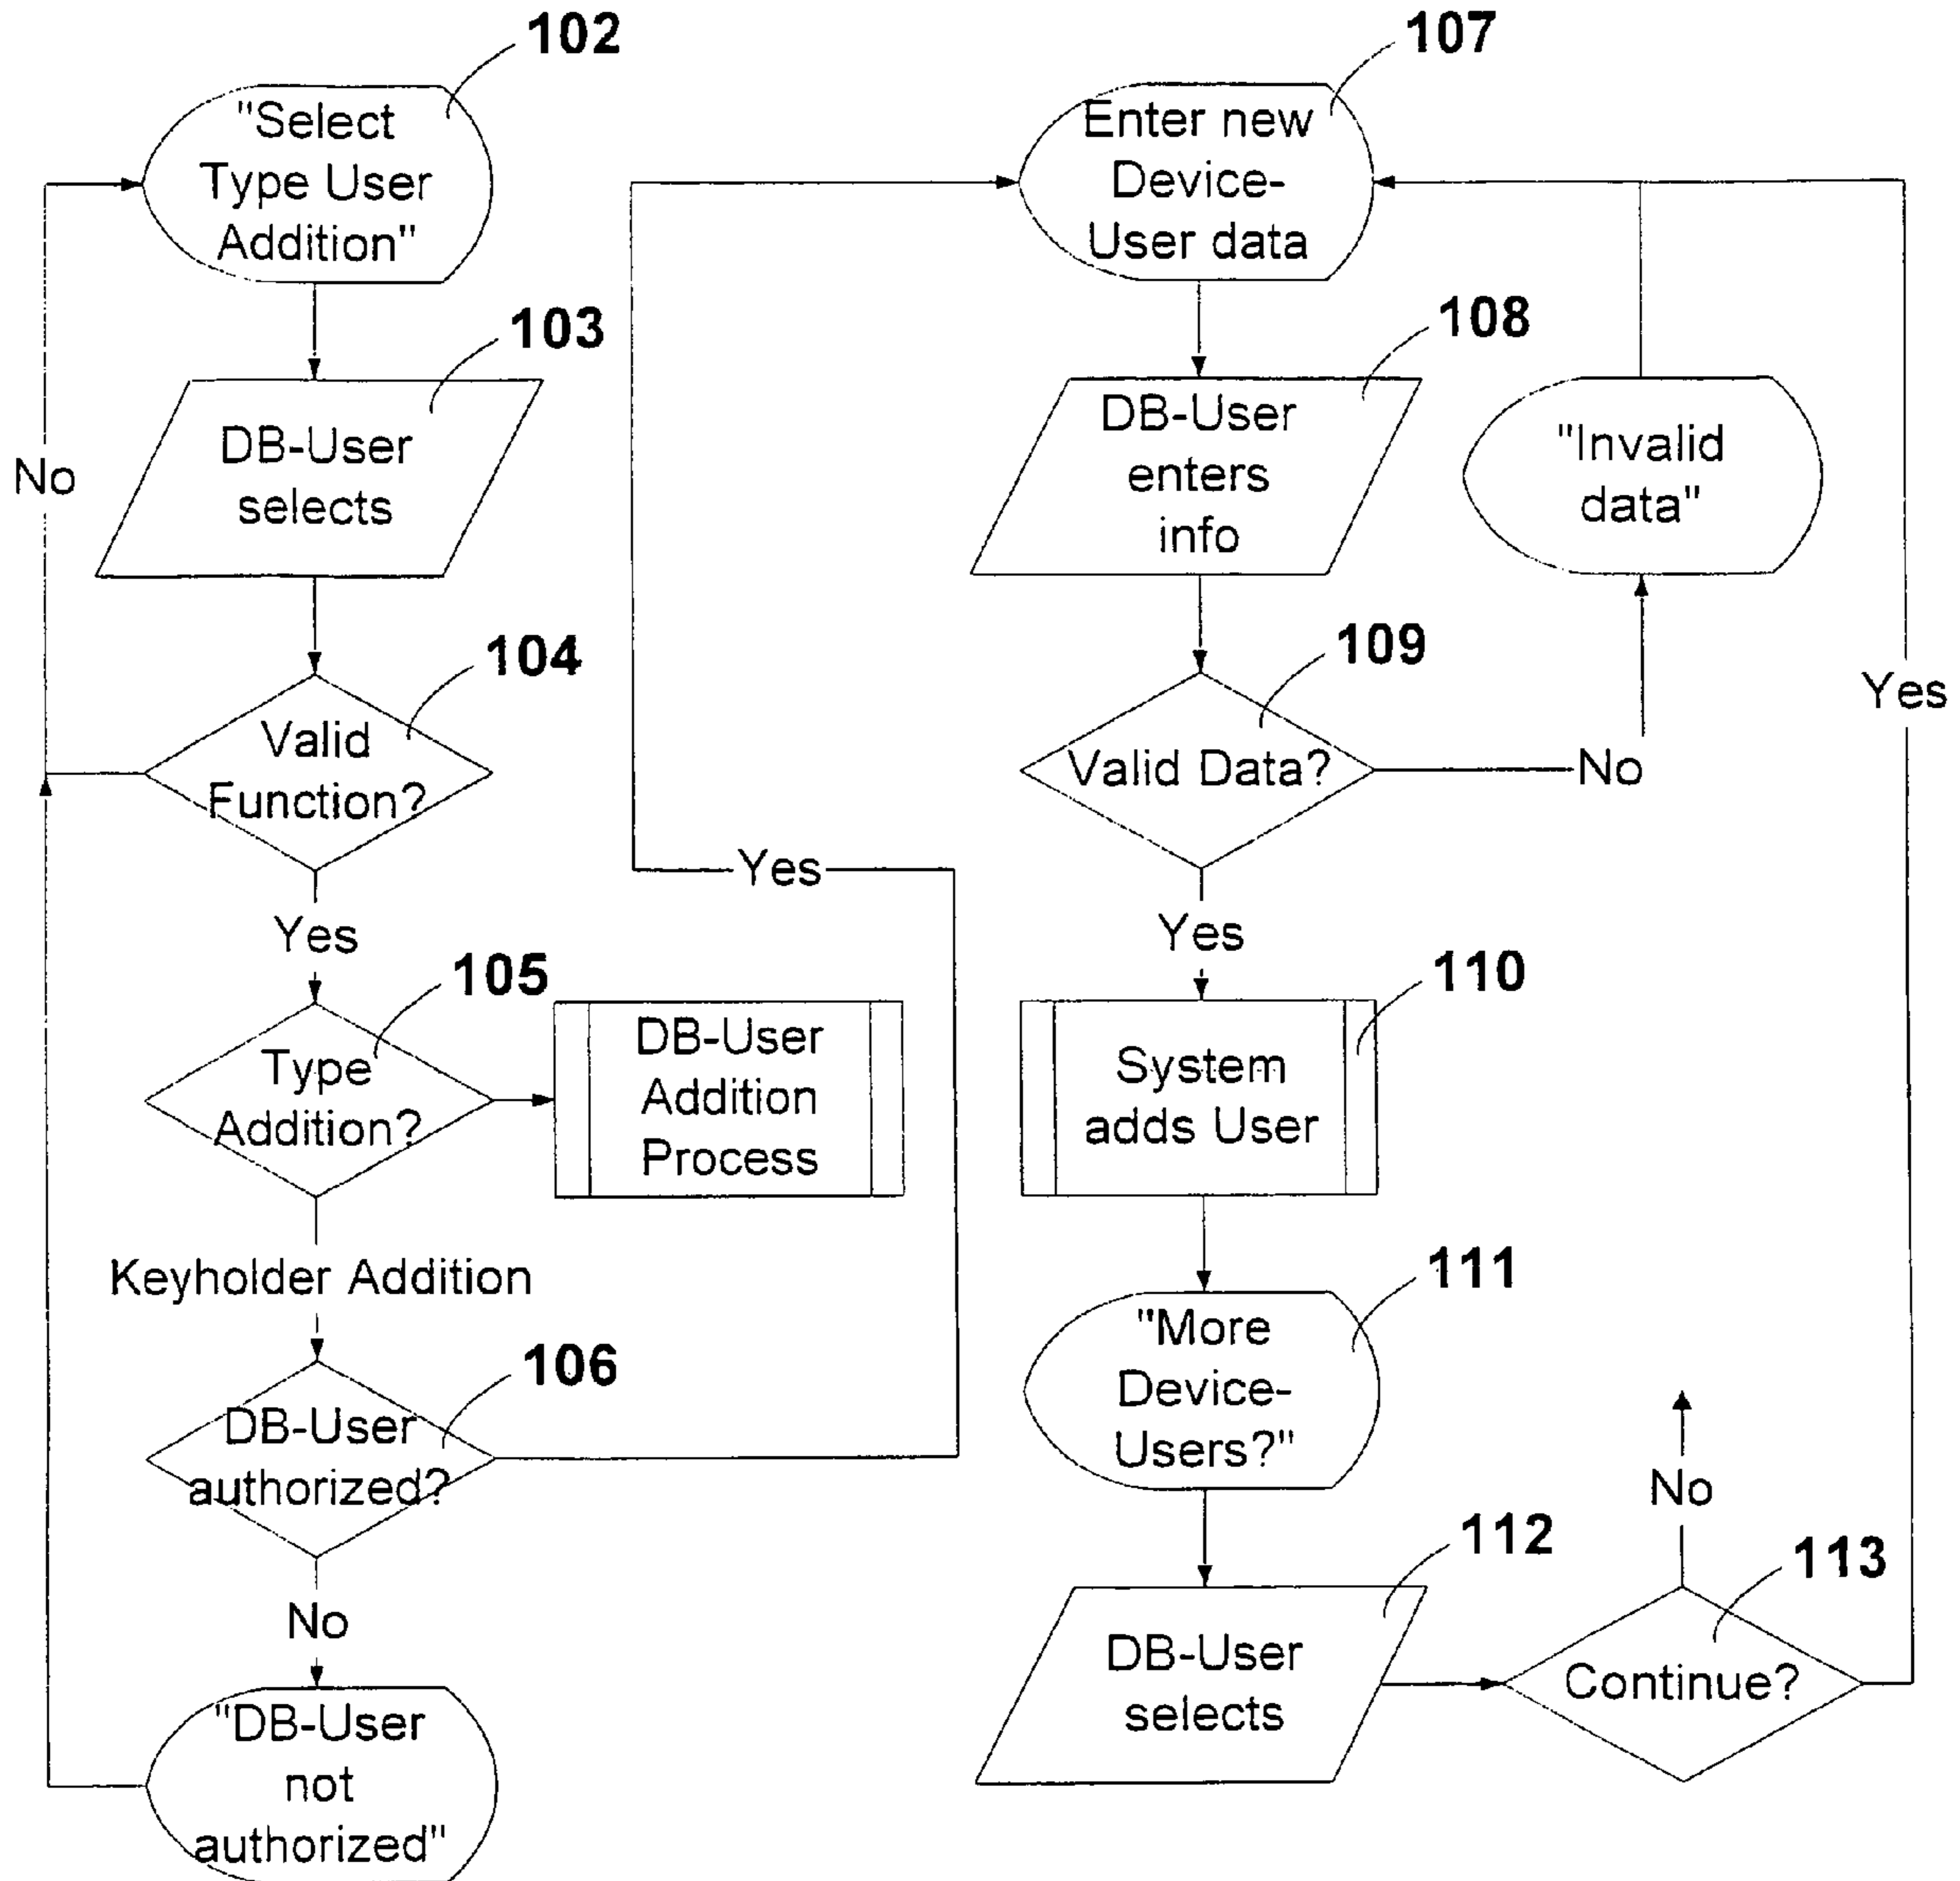 102
"Select
Type User
Addition"
103
DB-User
selects
No
104
Valid
Function?
Yes
105
Type
Addition?
DB-User
Addition
Process
Keyholder Addition
106
DB-User
authorized?
Yes
No
"DB-User
not
authorized"
107
Enter new
Device-
User data
108
DB-User
enters
info
"Invalid
data"
109
Valid Data?
No
Yes
Yes
110
System
adds User
111
"More
Device-
Users?"
112
DB-User
selects
No
113
Continue?